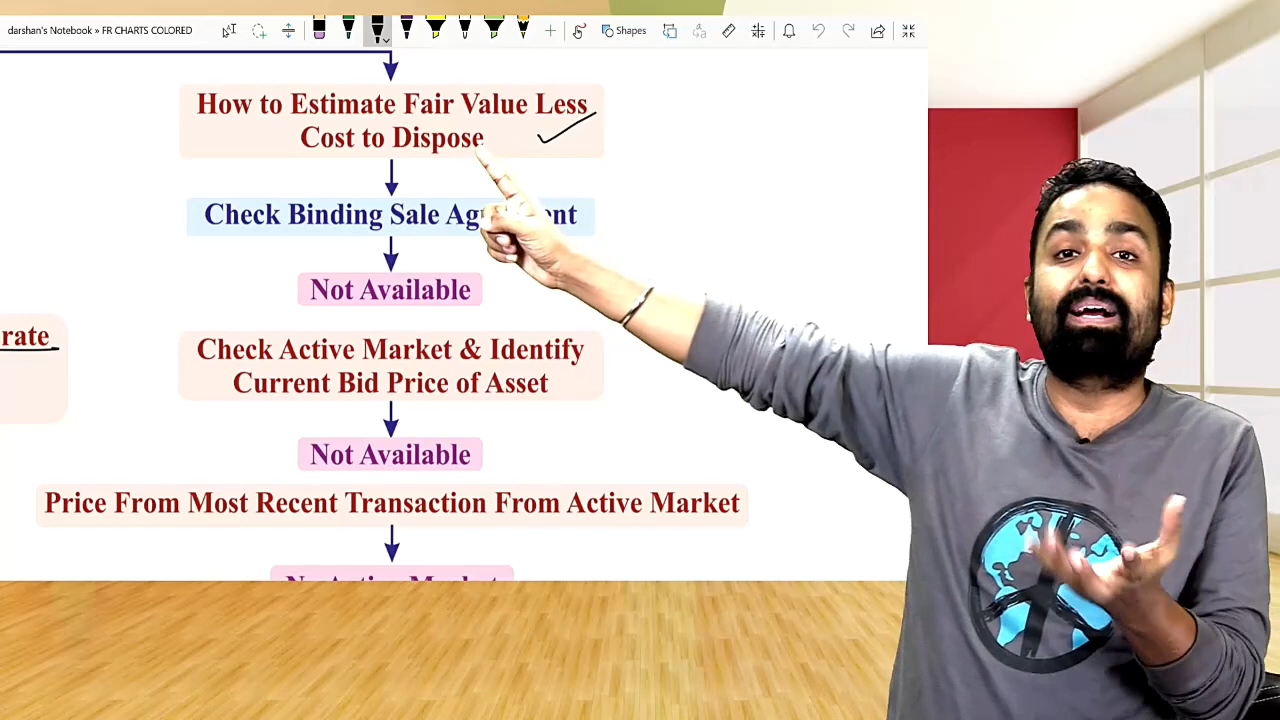 darshan's Notebook » FR CHARTS COLORED
Shapes
How to Estimate Fair Value Less
Cost to Dispose
Check Binding Sale
Not Available
rate
Check Active Market & Identify
Current Bid Price of Asset
Not Available
Price From Most Recent Transaction From Active Market